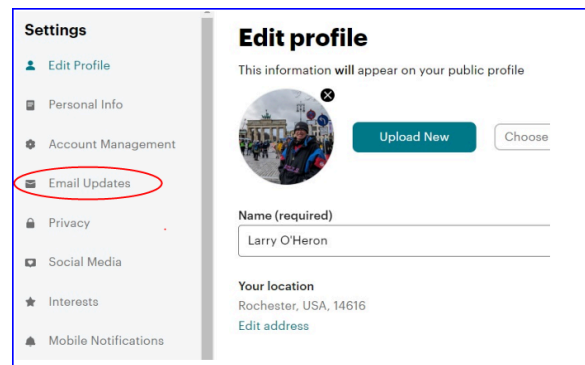 Settings
Edit Profile
Personal Info
Account Management
Email Updates
Privacy
Social Media
Interests
Mobile Notifications
Edit profile
This information will appear on your public profile
Upload New
Choose
Name (required)
Larry O'Heron
Your location
Rochester, USA, 14616
Edit address